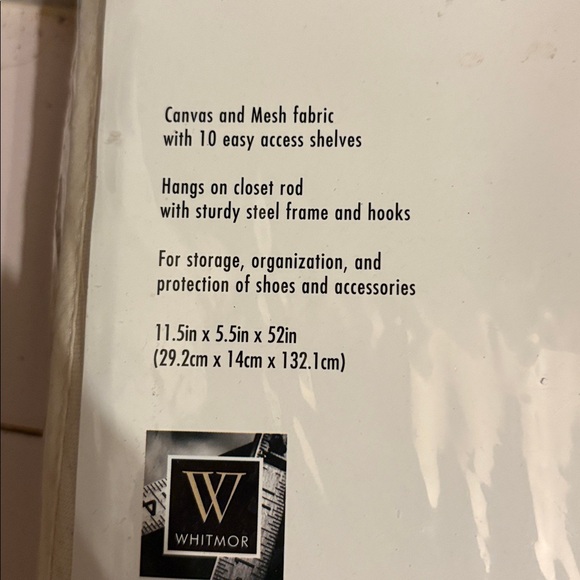 Canvas and Mesh fabric
with 10 easy access shelves
Hangs on closet rod
with sturdy steel frame and hooks
For storage, organization, and
protection of shoes and accessories
11.5in x 5.5in x 52in
(29.2cm x 14cm x 132.1cm)
W
WHITMOR